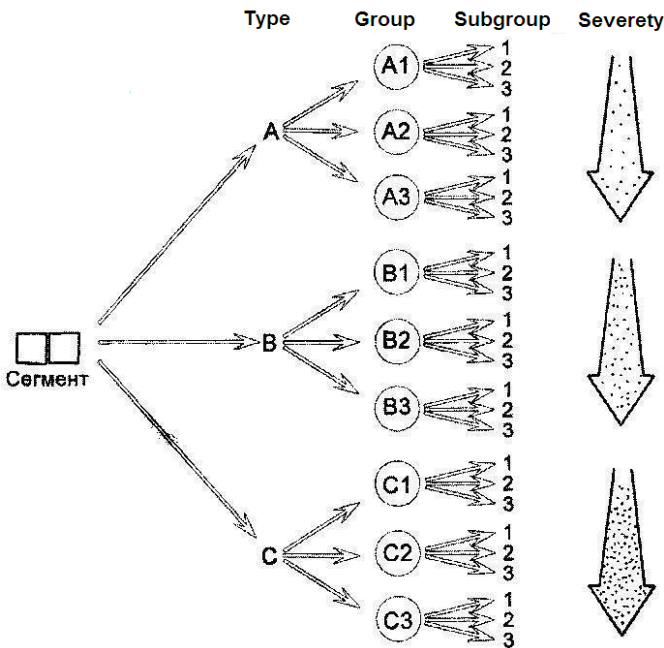 Type Group Subgroup Severety
A
A1 1 2 3
A2 1 2 3
A3 1 2 3
B
B1 1 2 3
B2 1 2 3
B3 1 2 3
C
C1 1 2 3
C2 1 2 3
C3 1 2 3
Сегмент